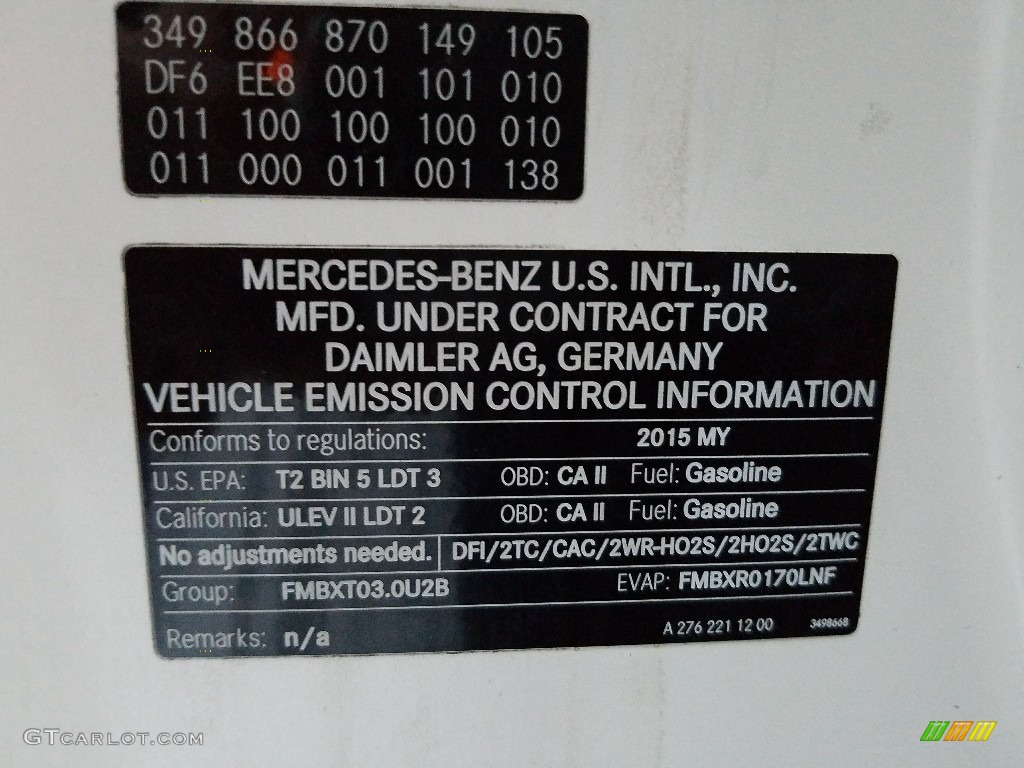 349 866 870 149 105
DF6 EE8 001 101 010
011 100 100 100 010
011 000 011 001 138
MERCEDES-BENZ U.S. INTL., INC.
MFD. UNDER CONTRACT FOR
DAIMLER AG, GERMANY
VEHICLE EMISSION CONTROL INFORMATION
Conforms to regulations: 2015 MY
U.S. EPA: T2 BIN 5 LDT 3 OBD: CA II Fuel: Gasoline
California: ULEV II LDT 2 OBD: CA II Fuel: Gasoline
No adjustments needed. DFI/2TC/CAC/2WR-HO2S/2HO2S/2TWC
Group: FMBXT03.0U2B EVAP: FMBXR0170LNF
Remarks: n/a A 276 221 12 00 3498668
GTCARLOT.COM